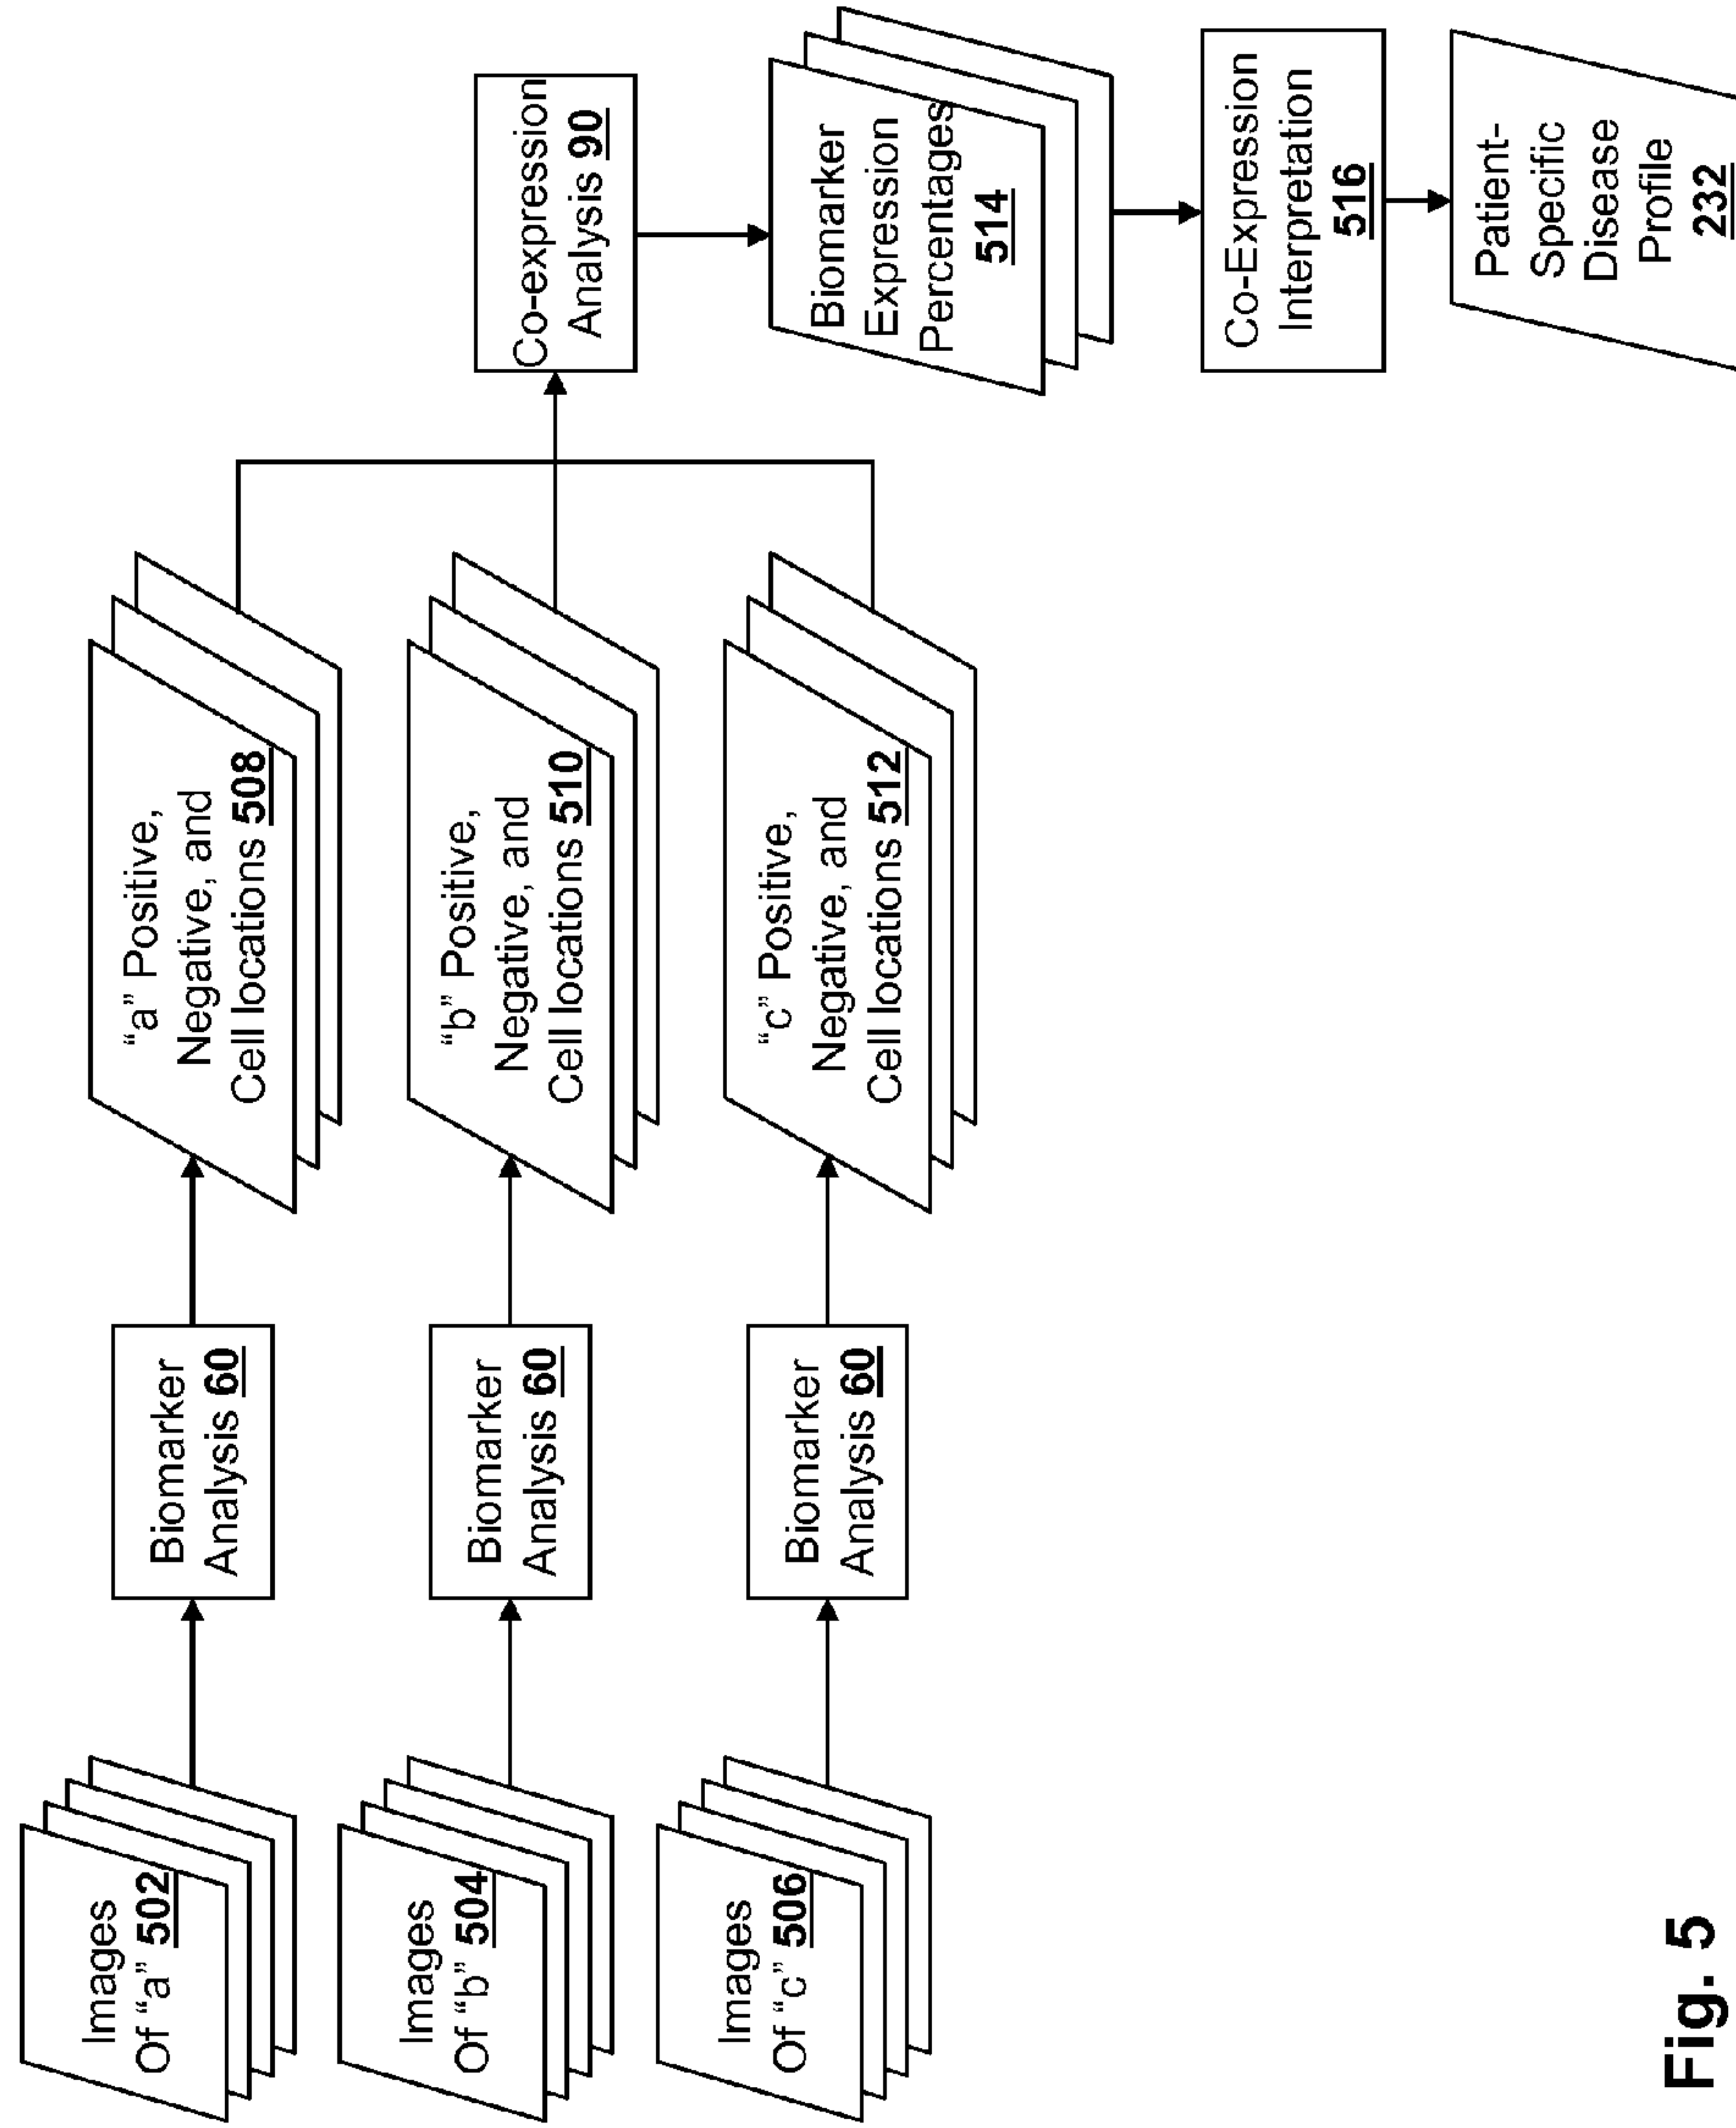 Images
Of “a” 502
Biomarker
Analysis 60
“a” Positive,
Negative, and
Cell locations 508
Images
Of “b” 504
Biomarker
Analysis 60
“b” Positive,
Negative, and
Cell locations 510
Images
Of “c” 506
Biomarker
Analysis 60
“c” Positive,
Negative, and
Cell locations 512
Co-expression
Analysis 90
Biomarker
Expression
Percentages
514
Co-Expression
Interpretation
516
Patient-
Specific
Disease
Profile
232
Fig. 5